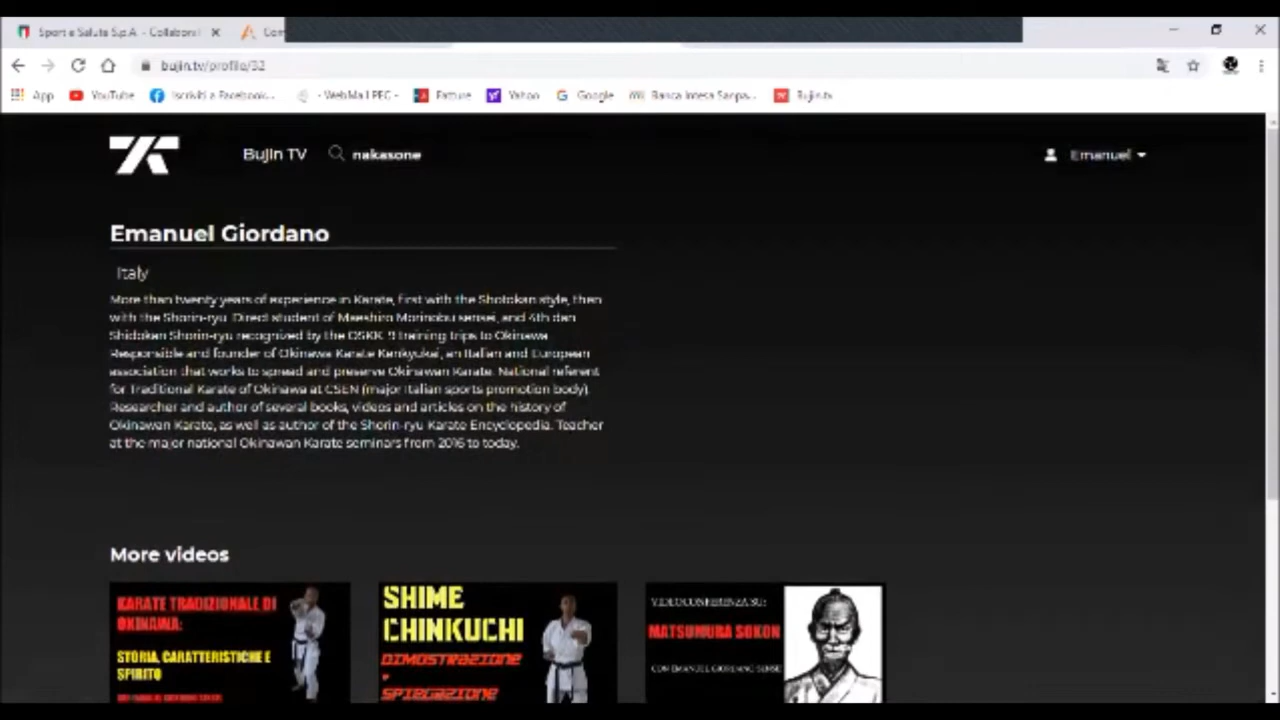 Sport e Salute S.p.A. - Collabora
bujin.tv/profile/32
App YouTube Iscriviti a Facebook... - WebMail PEC - Fatture Yahoo Google Banca Intesa Sanpa... Bujin.tv
Bujin TV nakasone Emanuel
Emanuel Giordano
Italy
More than twenty years of experience in Karate, first with the Shotokan style, then
with the Shorin-ryu. Direct student of Maeshiro Morinobu sensei, and 4th dan
Shidokan Shorin-ryu recognized by the OSKK. 9 training trips to Okinawa
Responsible and founder of Okinawa Karate Kenkyukai, an Italian and European
association that works to spread and preserve Okinawan Karate. National referent
for Traditional Karate of Okinawa at CSEN (major Italian sports promotion body).
Researcher and author of several books, videos and articles on the history of
Okinawan Karate, as well as author of the Shorin-ryu Karate Encyclopedia. Teacher
at the major national Okinawan Karate seminars from 2016 to today.
More videos
KARATE TRADIZIONALE DI
OKINAWA:
STORIA, CARATTERISTICHE E
SPIRITO
SHIME
CHINKUCHI
DIMOSTRAZIONE
e
SPIEGAZIONE
VIDEOCONFERENZA SU:
MATSUMURA SOKON
CON EMANUEL GIORDANO SENSEI